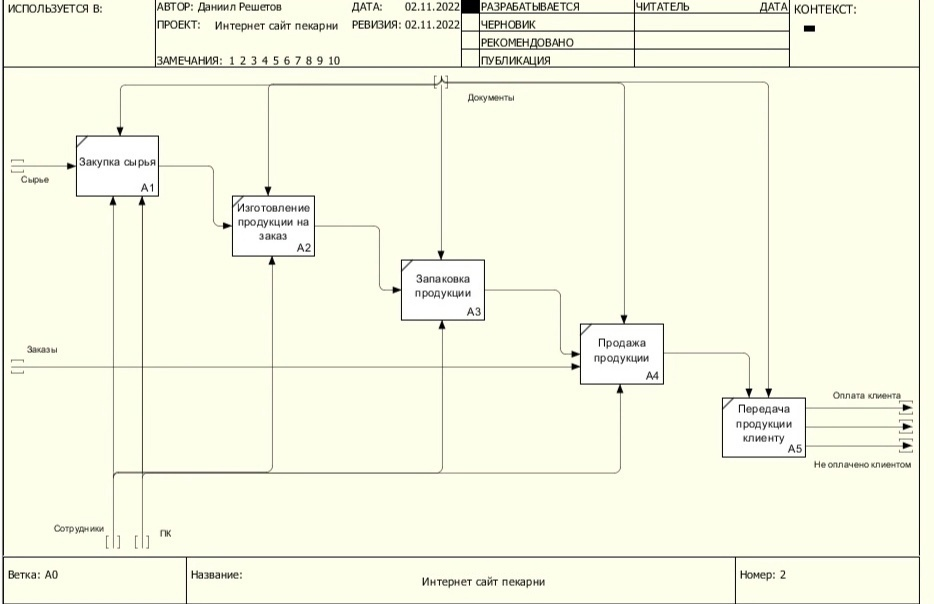 ИСПОЛЬЗУЕТСЯ В:
АВТОР: Даниил Решетов
ДАТА: 02.11.2022
РАЗРАБАТЫВАЕТСЯ
ЧИТАТЕЛЬ
ДАТА
КОНТЕКСТ:
ПРОЕКТ: Интернет сайт пекарни
РЕВИЗИЯ: 02.11.2022
ЧЕРНОВИК
РЕКОМЕНДОВАНО
ЗАМЕЧАНИЯ: 1 2 3 4 5 6 7 8 9 10
ПУБЛИКАЦИЯ
Документы
Закупка сырья
A1
Сырье
Изготовление
продукции на
заказ
A2
Запаковка
продукции
A3
Заказы
Продажа
продукции
A4
Передача
продукции
клиенту
A5
Оплата клиента
Не оплачено клиентом
Сотрудники
ПК
Ветка: A0
Название:
Интернет сайт пекарни
Номер: 2